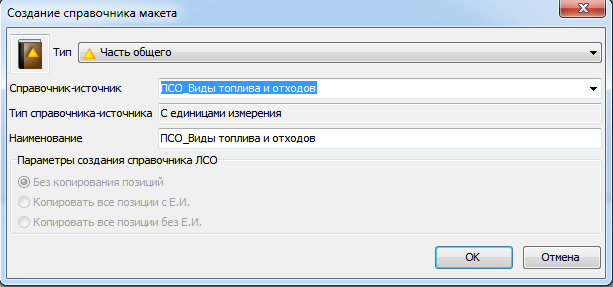 Создание справочника макета
Тип
Часть общего
Справочник-источник
ПСО_Виды топлива и отходов
Тип справочника-источника
С единицами измерения
Наименование
ПСО_Виды топлива и отходов
Параметры создания справочника ЛСО
Без копирования позиций
Копировать все позиции с Е.И.
Копировать все позиции без Е.И.
OK
Отмена